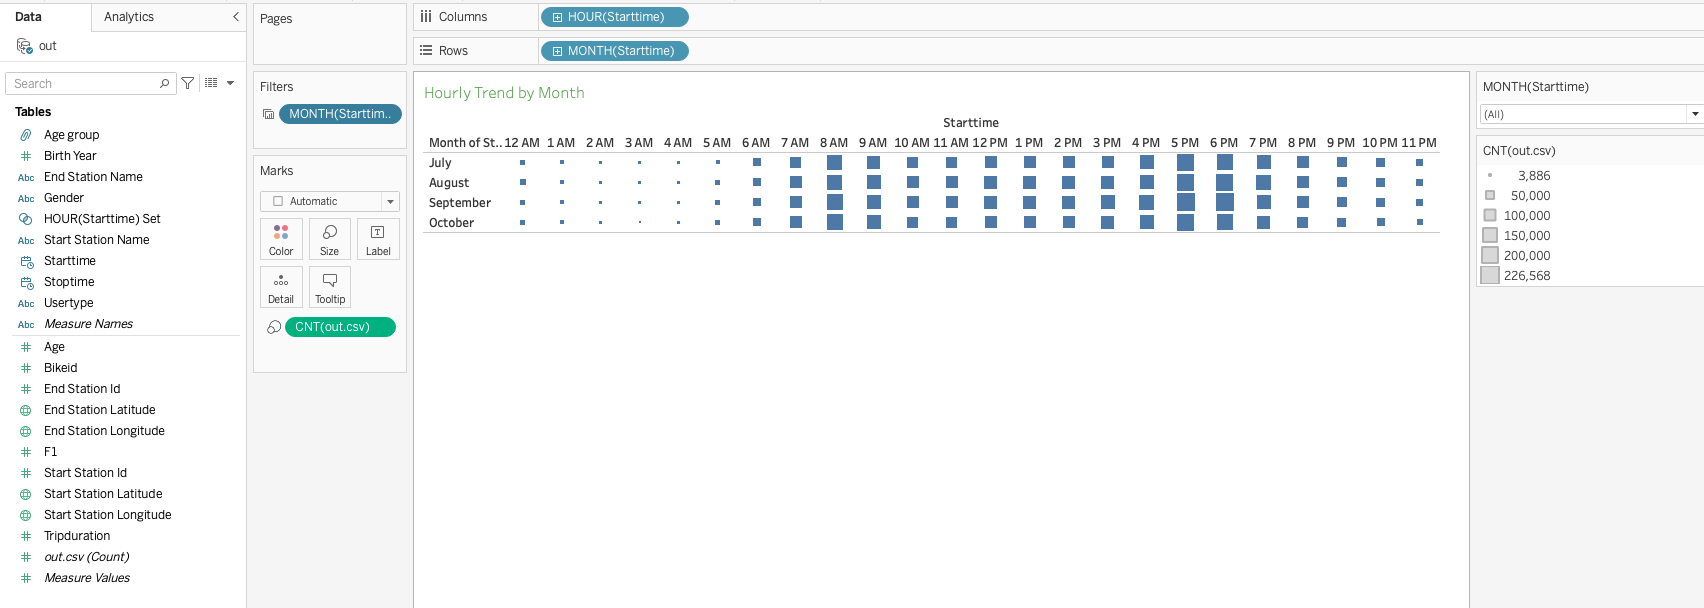 Data
Analytics
out
Search
Tables
Age group
Birth Year
Abc End Station Name
Abc Gender
HOUR(Starttime) Set
Abc Start Station Name
Starttime
Stoptime
Abc Usertype
Abc Measure Names
Age
Bikeid
End Station Id
End Station Latitude
End Station Longitude
F1
Start Station Id
Start Station Latitude
Start Station Longitude
Tripduration
out.csv (Count)
Measure Values
Pages
Filters
MONTH(Starttim..
Marks
Automatic
Color Size Label
Detail Tooltip
CNT(out.csv)
Columns HOUR(Starttime)
Rows MONTH(Starttime)
Hourly Trend by Month
Starttime
Month of St.. 12 AM 1 AM 2 AM 3 AM 4 AM 5 AM 6 AM 7 AM 8 AM 9 AM 10 AM 11 AM 12 PM 1 PM 2 PM 3 PM 4 PM 5 PM 6 PM 7 PM 8 PM 9 PM 10 PM 11 PM
July
August
September
October
MONTH(Starttime)
(All)
CNT(out.csv)
3,886
50,000
100,000
150,000
200,000
226,568